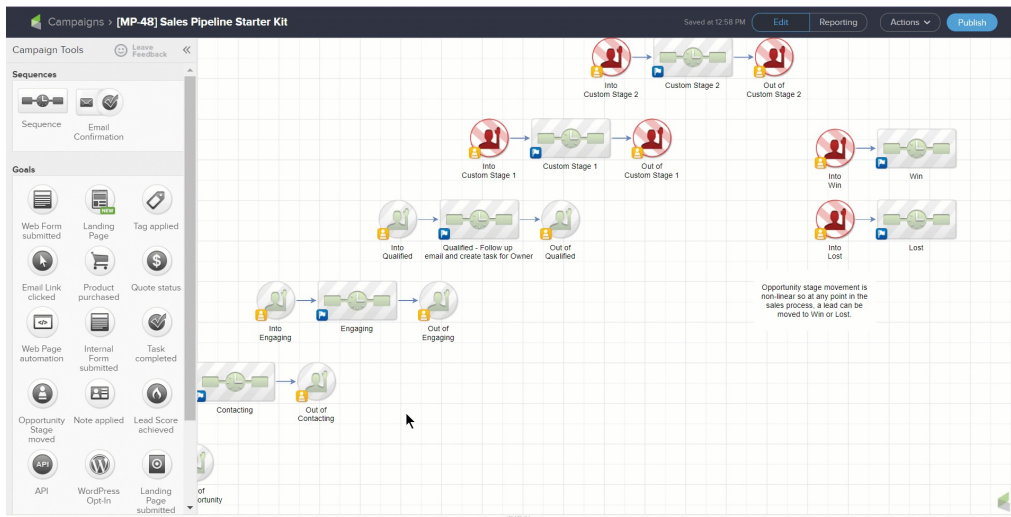 Campaigns > [MP-48] Sales Pipeline Starter Kit
Saved at 12:58 PM
Edit
Reporting
Actions
Publish
Campaign Tools
Leave
Feedback
Sequences
Sequence
Email
Confirmation
Goals
Web Form
submitted
NEW
Landing
Page
Tag applied
Email Link
clicked
Product
purchased
Quote status
Web Page
automation
Internal
Form
submitted
Task
completed
Opportunity
Stage
moved
Note applied
Lead Score
achieved
API
API
WordPress
Opt-In
Landing
Page
submitted
Into
Custom Stage 2
Custom Stage 2
Out of
Custom Stage 2
Into
Custom Stage 1
Custom Stage 1
Out of
Custom Stage 1
Into
Win
Win
Into
Qualified
Qualified - Follow up
email and create task for Owner
Out of
Qualified
Into
Lost
Lost
Opportunity stage movement is
non-linear so at any point in the
sales process, a lead can be
moved to Win or Lost.
Into
Engaging
Engaging
Out of
Engaging
Contacting
Out of
Contacting
of
ortunity